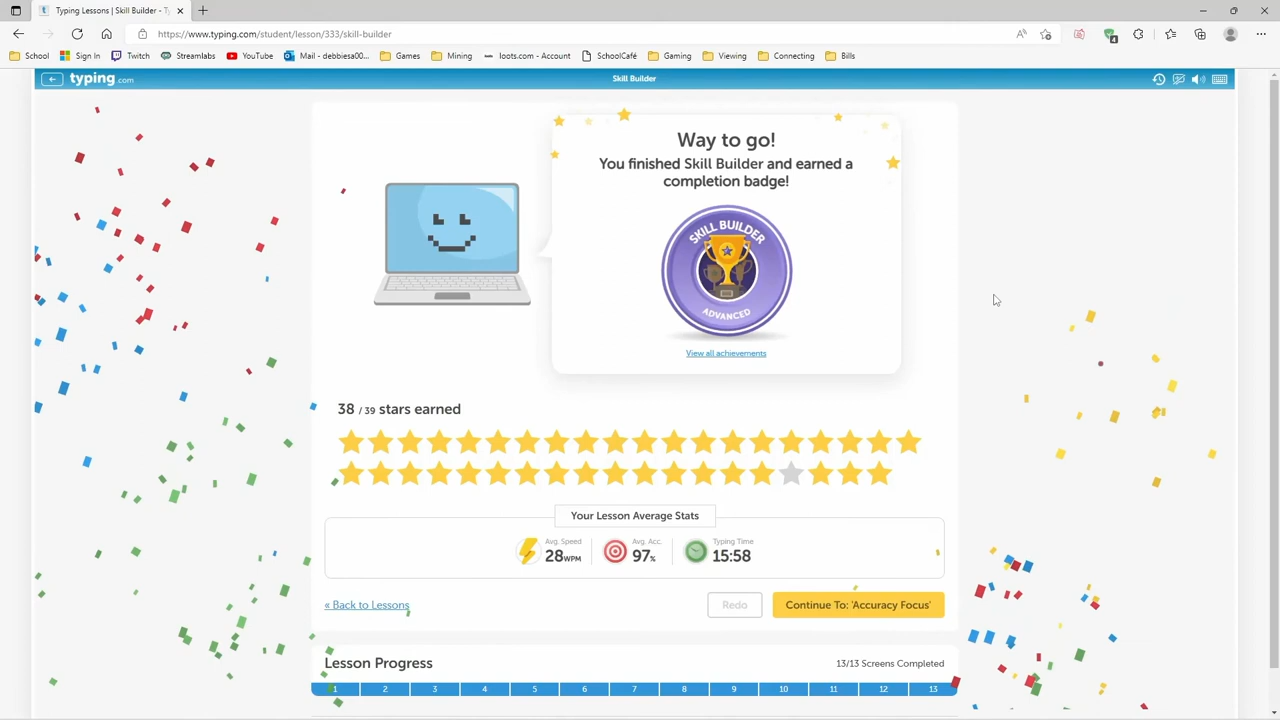 Typing Lessons | Skill Builder - Ty
https://www.typing.com/student/lesson/333/skill-builder
School Sign In Twitch Streamlabs YouTube Mail - debbiesa00... Games Mining loots.com - Account SchoolCafé Gaming Viewing Connecting Bills
typing.com Skill Builder
Way to go!
You finished Skill Builder and earned a
completion badge!
SKILL BUILDER
ADVANCED
View all achievements
38 / 39 stars earned
Your Lesson Average Stats
Avg. Speed
28WPM
Avg. Acc.
97%
Typing Time
15:58
« Back to Lessons
Redo
Continue To: 'Accuracy Focus'
Lesson Progress
13/13 Screens Completed
1 2 3 4 5 6 7 8 9 10 11 12 13